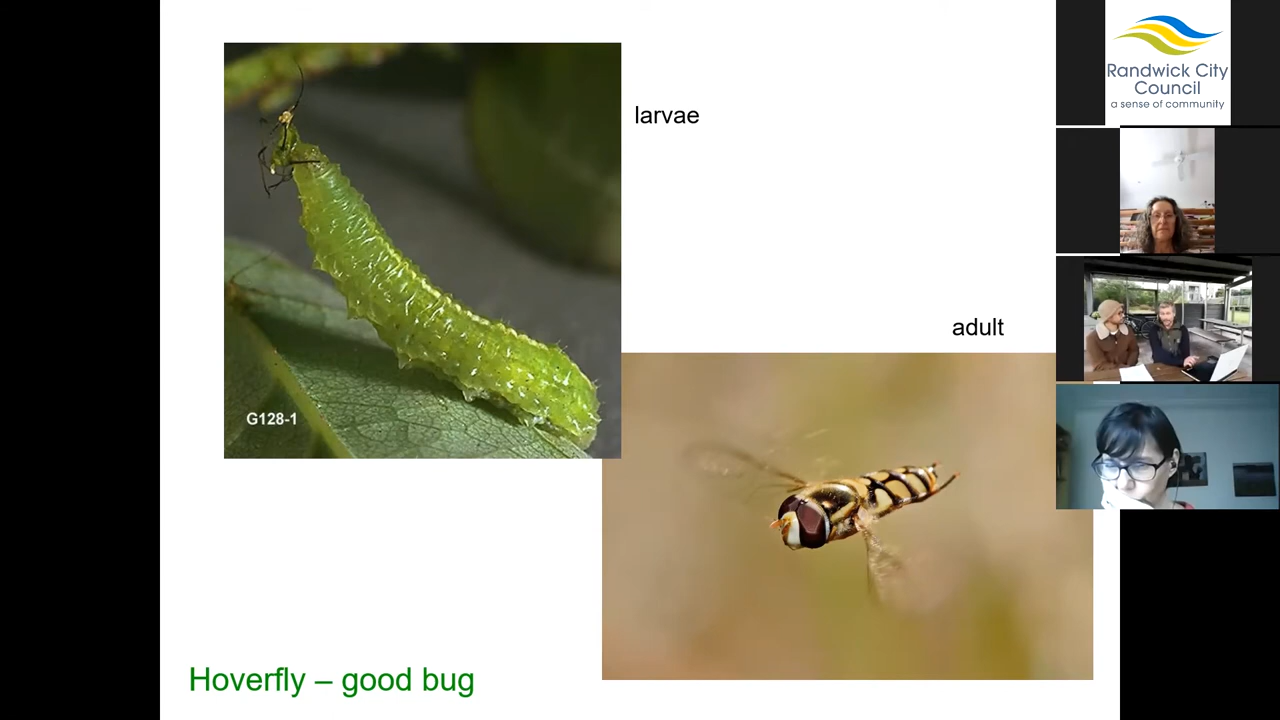 larvae
adult
G128-1
Hoverfly – good bug
Randwick City
Council
a sense of community